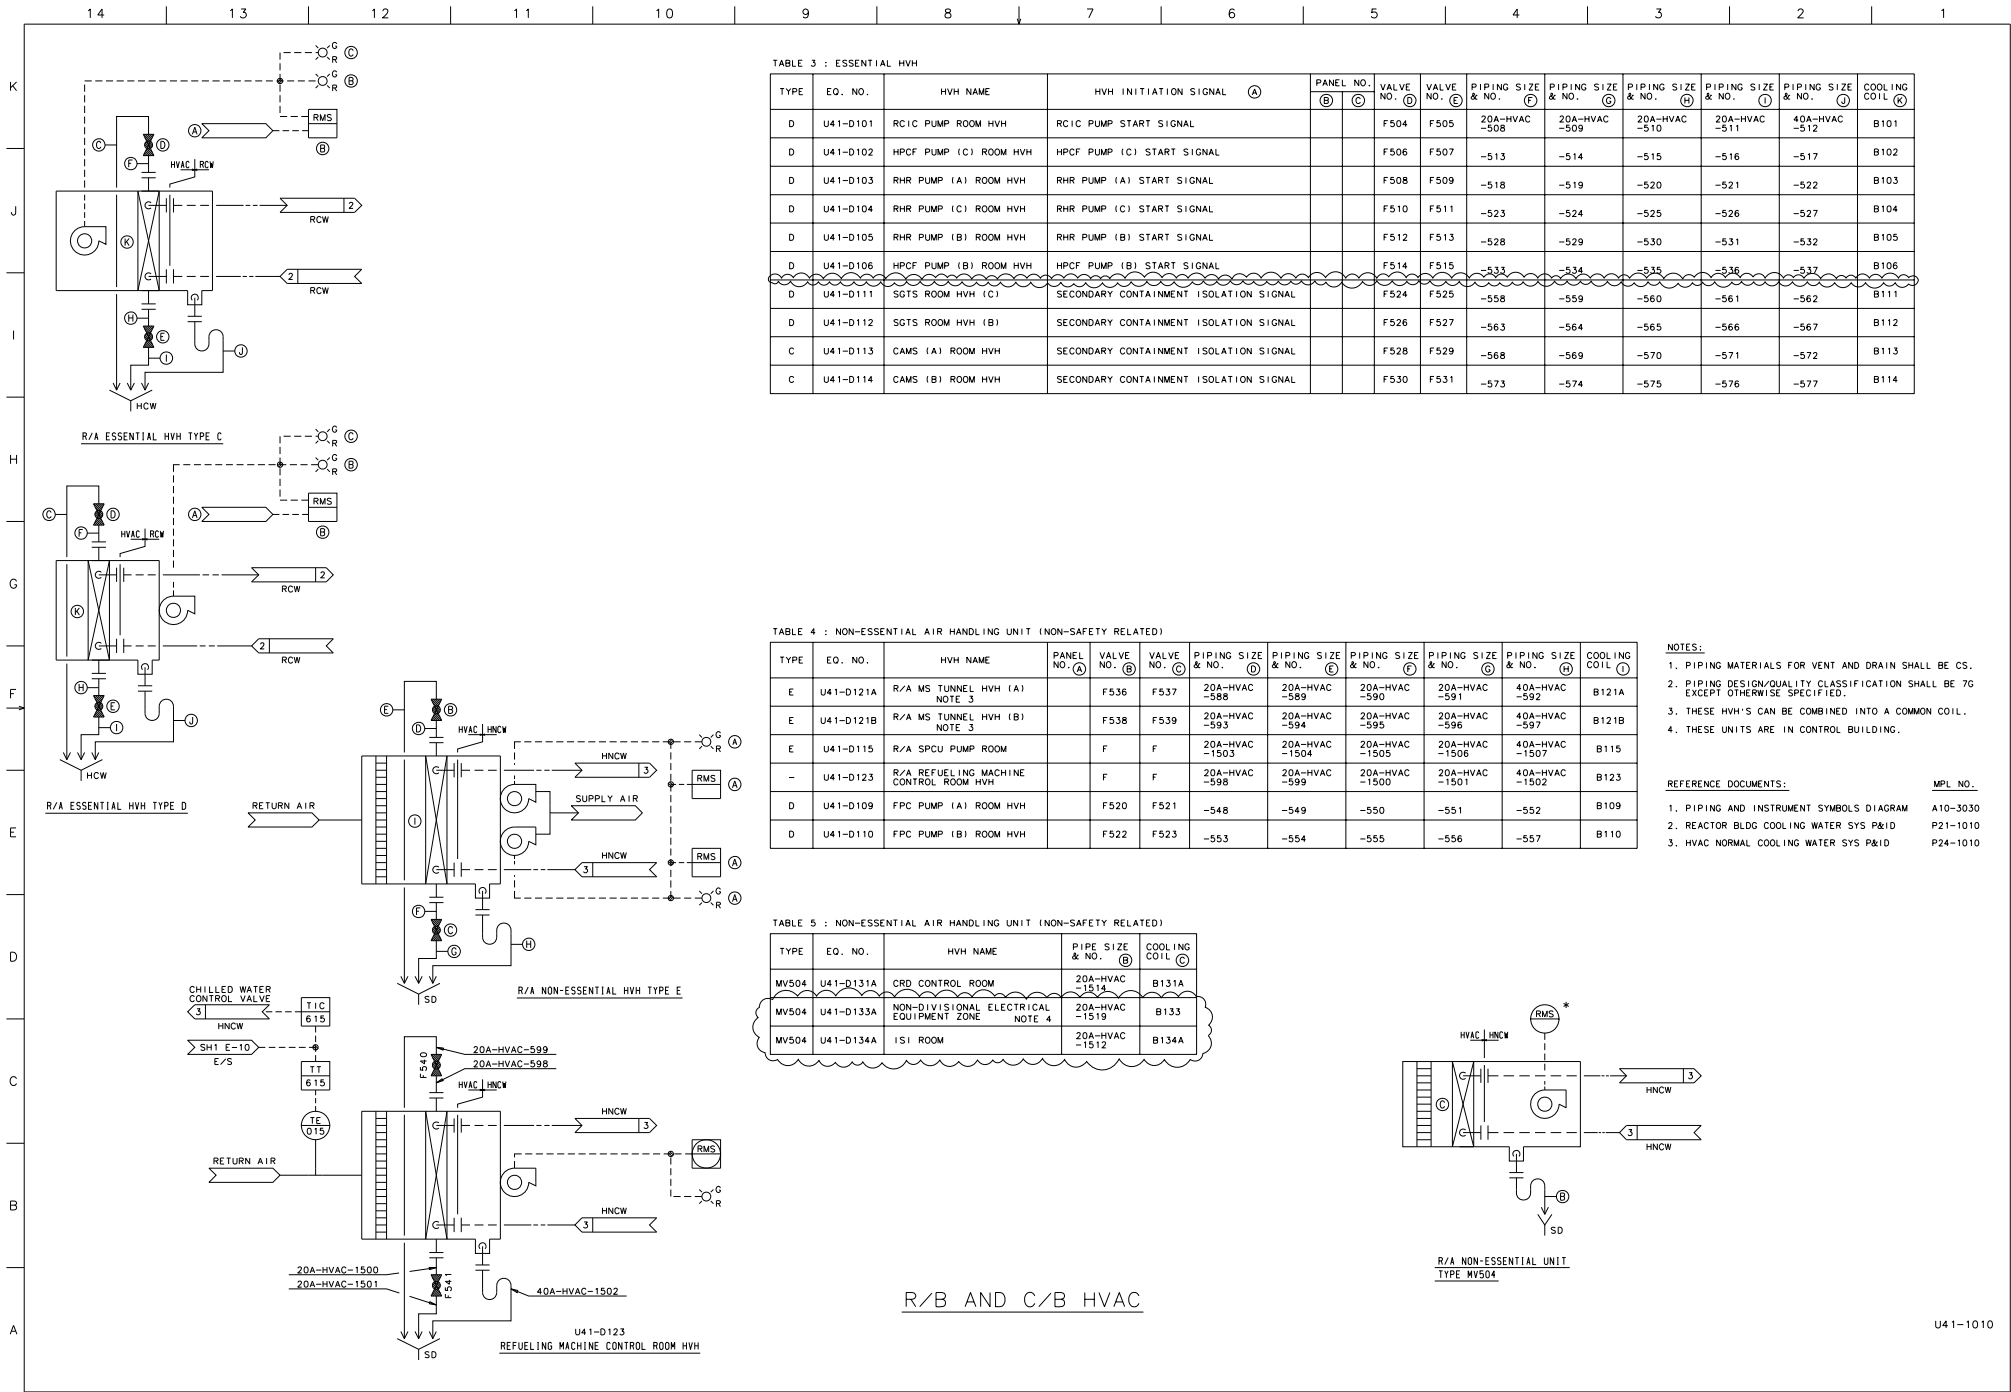 14 13 12 11 10 9 8 7 6 5 4 3 2 1
K
J
I
H
G
F
E
D
C
B
A
G
R
C
G
R
B
RMS
A
B
C
D
F
HVAC RCW
2
RCW
K
2
RCW
H
E
I
J
HCW
R/A ESSENTIAL HVH TYPE C
G
R
C
G
R
B
RMS
A
B
C
D
F
HVAC RCW
2
RCW
K
2
RCW
H
E
I
J
HCW
R/A ESSENTIAL HVH TYPE D
E
B
D
HVAC HNCW
G
R
A
HNCW
3
RMS
A
RETURN AIR
SUPPLY AIR
I
HNCW
3
RMS
A
G
R
A
F
C
G
H
SD
R/A NON-ESSENTIAL HVH TYPE E
CHILLED WATER
CONTROL VALVE
3
HNCW
TIC
615
SH1 E-10
E/S
TT
615
TE
015
RETURN AIR
F540
20A-HVAC-599
20A-HVAC-598
HVAC HNCW
HNCW
3
RMS
G
R
HNCW
3
20A-HVAC-1500
20A-HVAC-1501
F541
40A-HVAC-1502
SD
U41-D123
REFUELING MACHINE CONTROL ROOM HVH
TABLE 3 : ESSENTIAL HVH
TYPE EQ. NO. HVH NAME HVH INITIATION SIGNAL A PANEL NO. B C VALVE NO. D VALVE NO. E PIPING SIZE & NO. F PIPING SIZE & NO. G PIPING SIZE & NO. H PIPING SIZE & NO. I PIPING SIZE & NO. J COOLING COIL K
D U41-D101 RCIC PUMP ROOM HVH RCIC PUMP START SIGNAL F504 F505 20A-HVAC -508 20A-HVAC -509 20A-HVAC -510 20A-HVAC -511 40A-HVAC -512 B101
D U41-D102 HPCF PUMP (C) ROOM HVH HPCF PUMP (C) START SIGNAL F506 F507 -513 -514 -515 -516 -517 B102
D U41-D103 RHR PUMP (A) ROOM HVH RHR PUMP (A) START SIGNAL F508 F509 -518 -519 -520 -521 -522 B103
D U41-D104 RHR PUMP (C) ROOM HVH RHR PUMP (C) START SIGNAL F510 F511 -523 -524 -525 -526 -527 B104
D U41-D105 RHR PUMP (B) ROOM HVH RHR PUMP (B) START SIGNAL F512 F513 -528 -529 -530 -531 -532 B105
D U41-D106 HPCF PUMP (B) ROOM HVH HPCF PUMP (B) START SIGNAL F514 F515 -533 -534 -535 -536 -537 B106
D U41-D111 SGTS ROOM HVH (C) SECONDARY CONTAINMENT ISOLATION SIGNAL F524 F525 -558 -559 -560 -561 -562 B111
D U41-D112 SGTS ROOM HVH (B) SECONDARY CONTAINMENT ISOLATION SIGNAL F526 F527 -563 -564 -565 -566 -567 B112
C U41-D113 CAMS (A) ROOM HVH SECONDARY CONTAINMENT ISOLATION SIGNAL F528 F529 -568 -569 -570 -571 -572 B113
C U41-D114 CAMS (B) ROOM HVH SECONDARY CONTAINMENT ISOLATION SIGNAL F530 F531 -573 -574 -575 -576 -577 B114
TABLE 4 : NON-ESSENTIAL AIR HANDLING UNIT (NON-SAFETY RELATED)
TYPE EQ. NO. HVH NAME PANEL NO. A VALVE NO. B VALVE NO. C PIPING SIZE & NO. D PIPING SIZE & NO. E PIPING SIZE & NO. F PIPING SIZE & NO. G PIPING SIZE & NO. H COOLING COIL I
E U41-D121A R/A MS TUNNEL HVH (A) NOTE 3 F536 F537 20A-HVAC -588 20A-HVAC -589 20A-HVAC -590 20A-HVAC -591 40A-HVAC -592 B121A
E U41-D121B R/A MS TUNNEL HVH (B) NOTE 3 F538 F539 20A-HVAC -593 20A-HVAC -594 20A-HVAC -595 20A-HVAC -596 40A-HVAC -597 B121B
E U41-D115 R/A SPCU PUMP ROOM F F 20A-HVAC -1503 20A-HVAC -1504 20A-HVAC -1505 20A-HVAC -1506 40A-HVAC -1507 B115
- U41-D123 R/A REFUELING MACHINE CONTROL ROOM HVH F F 20A-HVAC -598 20A-HVAC -599 20A-HVAC -1500 20A-HVAC -1501 40A-HVAC -1502 B123
D U41-D109 FPC PUMP (A) ROOM HVH F520 F521 -548 -549 -550 -551 -552 B109
D U41-D110 FPC PUMP (B) ROOM HVH F522 F523 -553 -554 -555 -556 -557 B110
TABLE 5 : NON-ESSENTIAL AIR HANDLING UNIT (NON-SAFETY RELATED)
TYPE EQ. NO. HVH NAME PIPE SIZE & NO. B COOLING COIL C
MV504 U41-D131A CRD CONTROL ROOM 20A-HVAC -1514 B131A
MV504 U41-D133A NON-DIVISIONAL ELECTRICAL EQUIPMENT ZONE NOTE 4 20A-HVAC -1519 B133
MV504 U41-D134A ISI ROOM 20A-HVAC -1512 B134A
NOTES:
1. PIPING MATERIALS FOR VENT AND DRAIN SHALL BE CS.
2. PIPING DESIGN/QUALITY CLASSIFICATION SHALL BE 7G
EXCEPT OTHERWISE SPECIFIED.
3. THESE HVH'S CAN BE COMBINED INTO A COMMON COIL.
4. THESE UNITS ARE IN CONTROL BUILDING.
REFERENCE DOCUMENTS: MPL NO.
1. PIPING AND INSTRUMENT SYMBOLS DIAGRAM A10-3030
2. REACTOR BLDG COOLING WATER SYS P&ID P21-1010
3. HVAC NORMAL COOLING WATER SYS P&ID P24-1010
RMS *
HVAC HNCW
3
HNCW
C
3
HNCW
B
SD
R/A NON-ESSENTIAL UNIT
TYPE MV504
R/B AND C/B HVAC
U41-1010